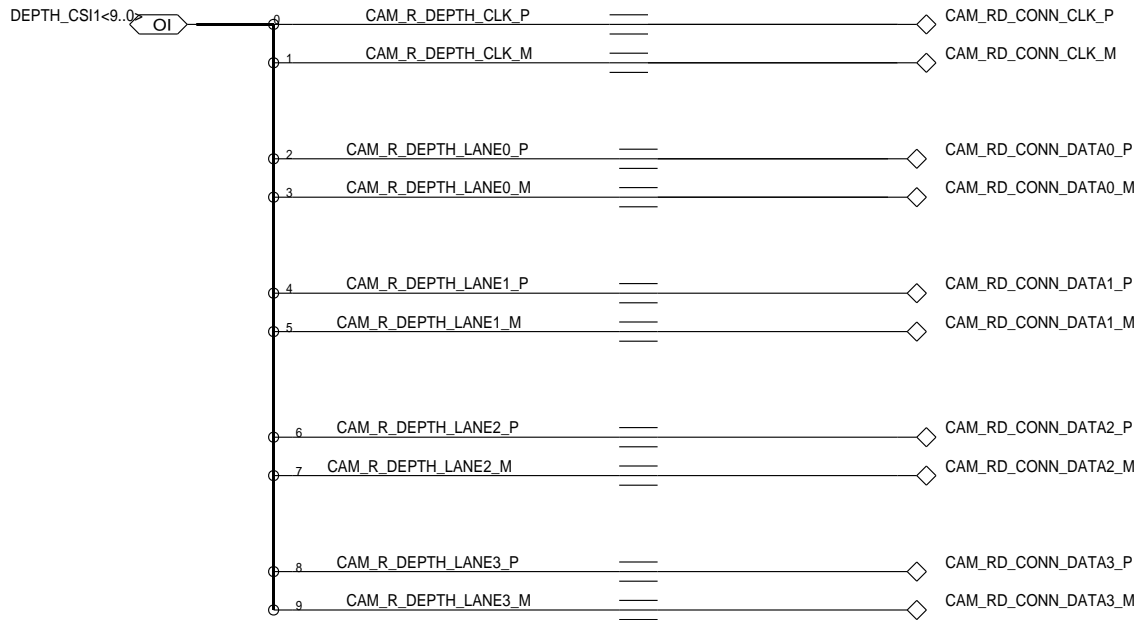 DEPTH_CSI1<9..0>
OI
0 CAM_R_DEPTH_CLK_P CAM_RD_CONN_CLK_P
1 CAM_R_DEPTH_CLK_M CAM_RD_CONN_CLK_M
2 CAM_R_DEPTH_LANE0_P CAM_RD_CONN_DATA0_P
3 CAM_R_DEPTH_LANE0_M CAM_RD_CONN_DATA0_M
4 CAM_R_DEPTH_LANE1_P CAM_RD_CONN_DATA1_P
5 CAM_R_DEPTH_LANE1_M CAM_RD_CONN_DATA1_M
6 CAM_R_DEPTH_LANE2_P CAM_RD_CONN_DATA2_P
7 CAM_R_DEPTH_LANE2_M CAM_RD_CONN_DATA2_M
8 CAM_R_DEPTH_LANE3_P CAM_RD_CONN_DATA3_P
9 CAM_R_DEPTH_LANE3_M CAM_RD_CONN_DATA3_M